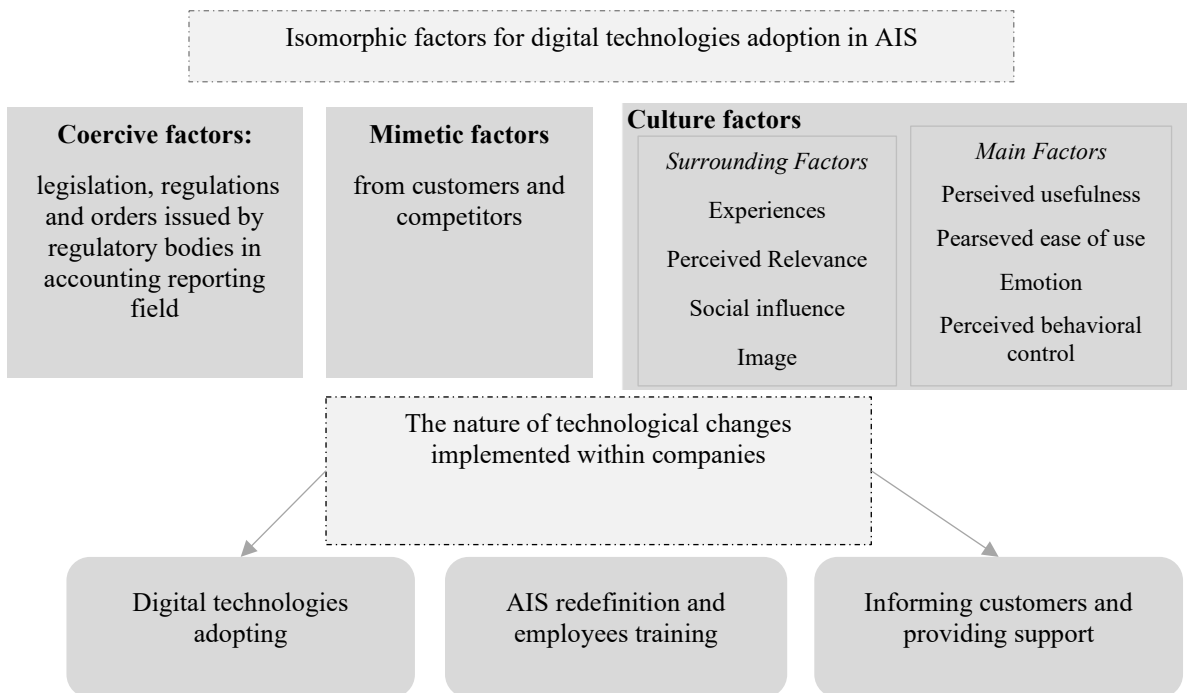 Isomorphic factors for digital technologies adoption in AIS
Coercive factors:
legislation, regulations
and orders issued by
regulatory bodies in
accounting reporting
field
Mimetic factors
from customers and
competitors
Culture factors
Surrounding Factors
Experiences
Perceived Relevance
Social influence
Image
Main Factors
Perseived usefulness
Pearseved ease of use
Emotion
Perceived behavioral
control
The nature of technological changes
implemented within companies
Digital technologies
adopting
AIS redefinition and
employees training
Informing customers and
providing support